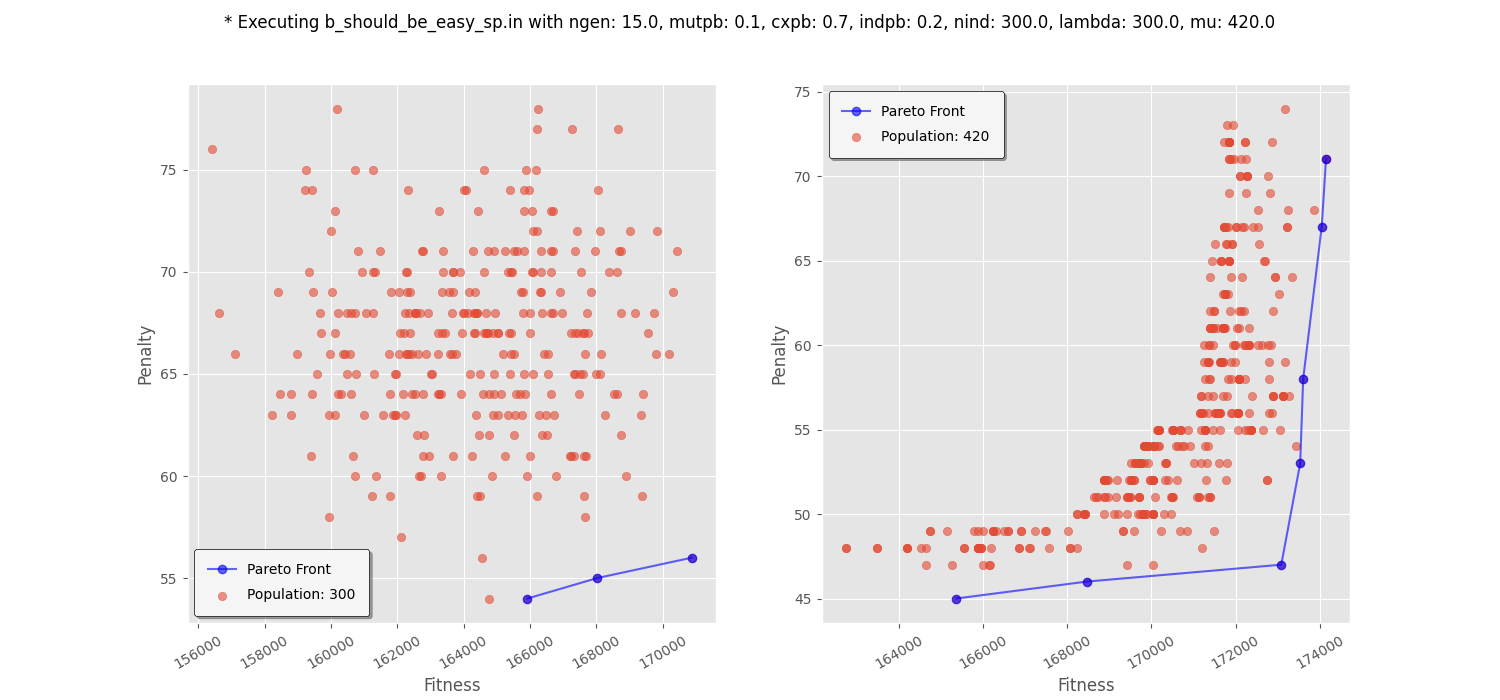 * Executing b_should_be_easy_sp.in with ngen: 15.0, mutpb: 0.1, cxpb: 0.7, indpb: 0.2, nind: 300.0, lambda: 300.0, mu: 420.0
Penalty
75
70
65
60
55
Pareto Front
Population: 300
156000 158000 160000 162000 164000 166000 168000 170000
Fitness
Penalty
75
70
65
60
55
50
45
Pareto Front
Population: 420
164000 166000 168000 170000 172000 174000
Fitness